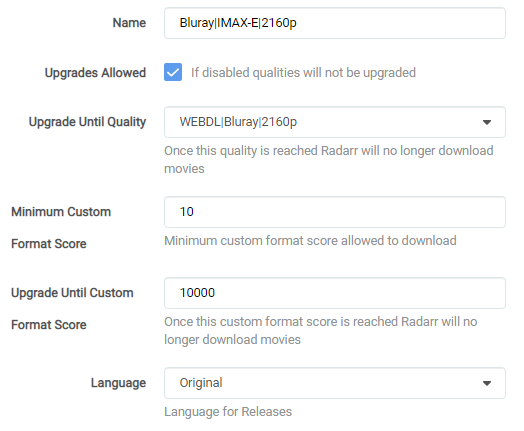 Name
Bluray|IMAX-E|2160p
Upgrades Allowed
If disabled qualities will not be upgraded
Upgrade Until Quality
WEBDL|Bluray|2160p
Once this quality is reached Radarr will no longer download
movies
Minimum Custom
Format Score
10
Minimum custom format score allowed to download
Upgrade Until Custom
Format Score
10000
Once this custom format score is reached Radarr will no
longer download movies
Language
Original
Language for Releases